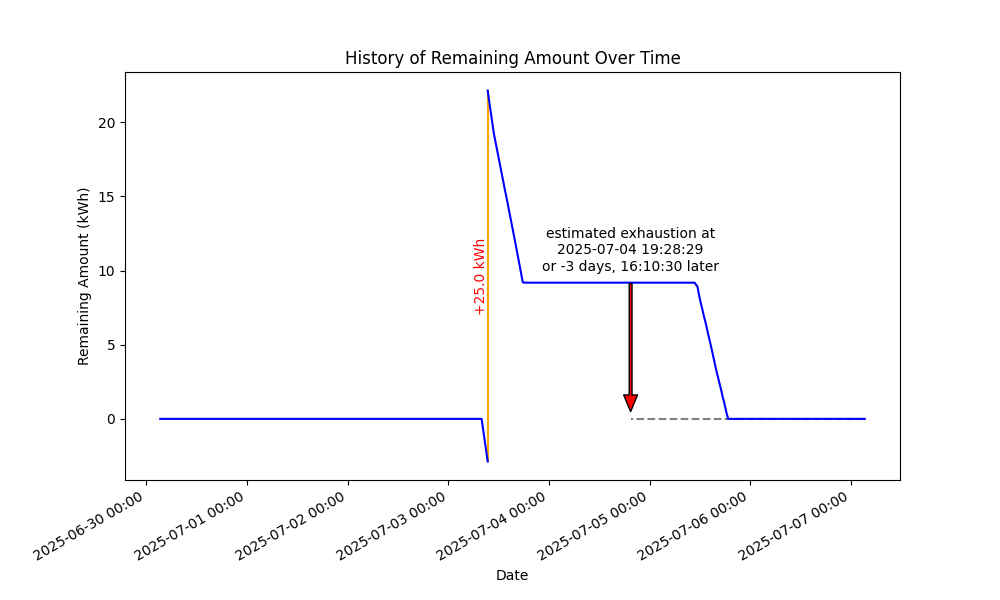 History of Remaining Amount Over Time
Remaining Amount (kWh)
20
15
10
5
0
+25.0 kWh
estimated exhaustion at
2025-07-04 19:28:29
or -3 days, 16:10:30 later
2025-06-30 00:00
2025-07-01 00:00
2025-07-02 00:00
2025-07-03 00:00
2025-07-04 00:00
2025-07-05 00:00
2025-07-06 00:00
2025-07-07 00:00
Date